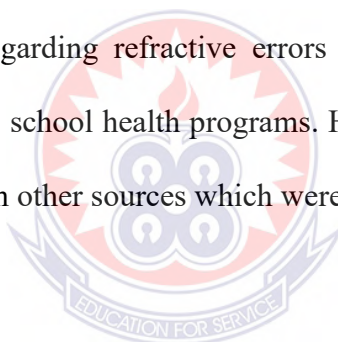 garding refractive errors
school health programs. H
n other sources which were
EDUCATION FOR SERVICE